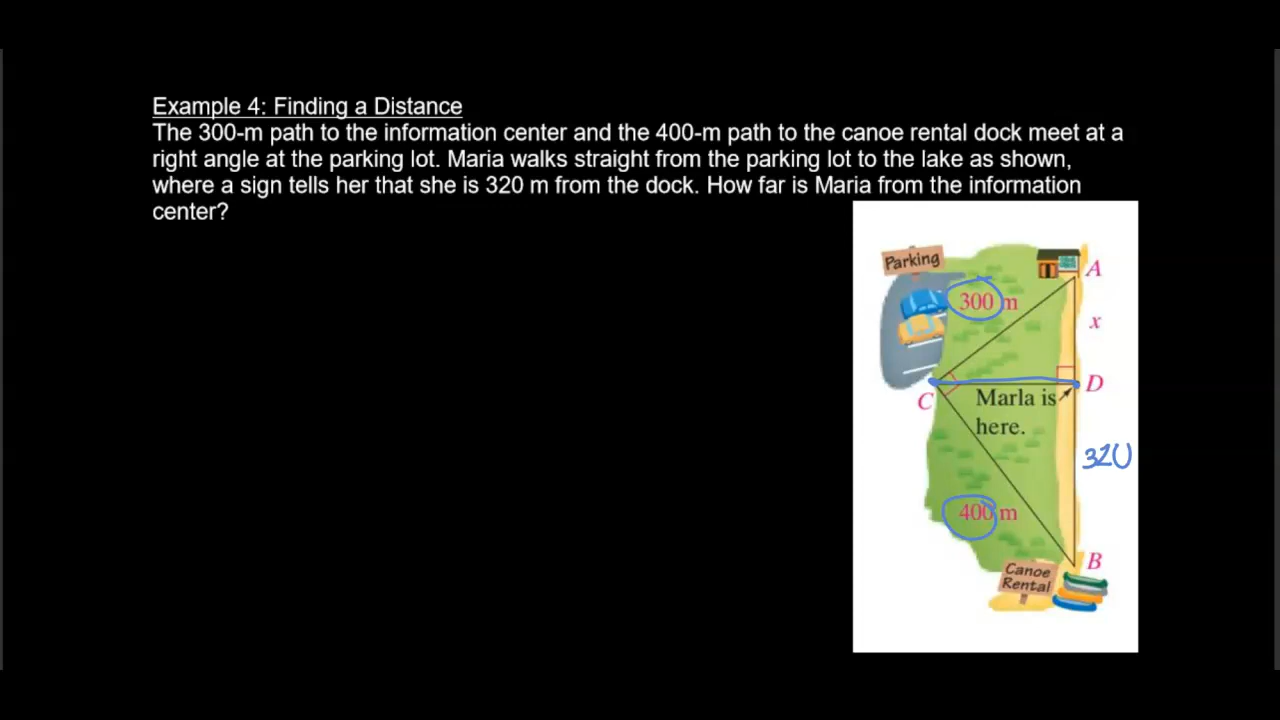 Example 4: Finding a Distance
The 300-m path to the information center and the 400-m path to the canoe rental dock meet at a
right angle at the parking lot. Maria walks straight from the parking lot to the lake as shown,
where a sign tells her that she is 320 m from the dock. How far is Maria from the information
center?
Parking
A
300 m
x
D
C
Marla is
here.
320
400 m
B
Canoe
Rental